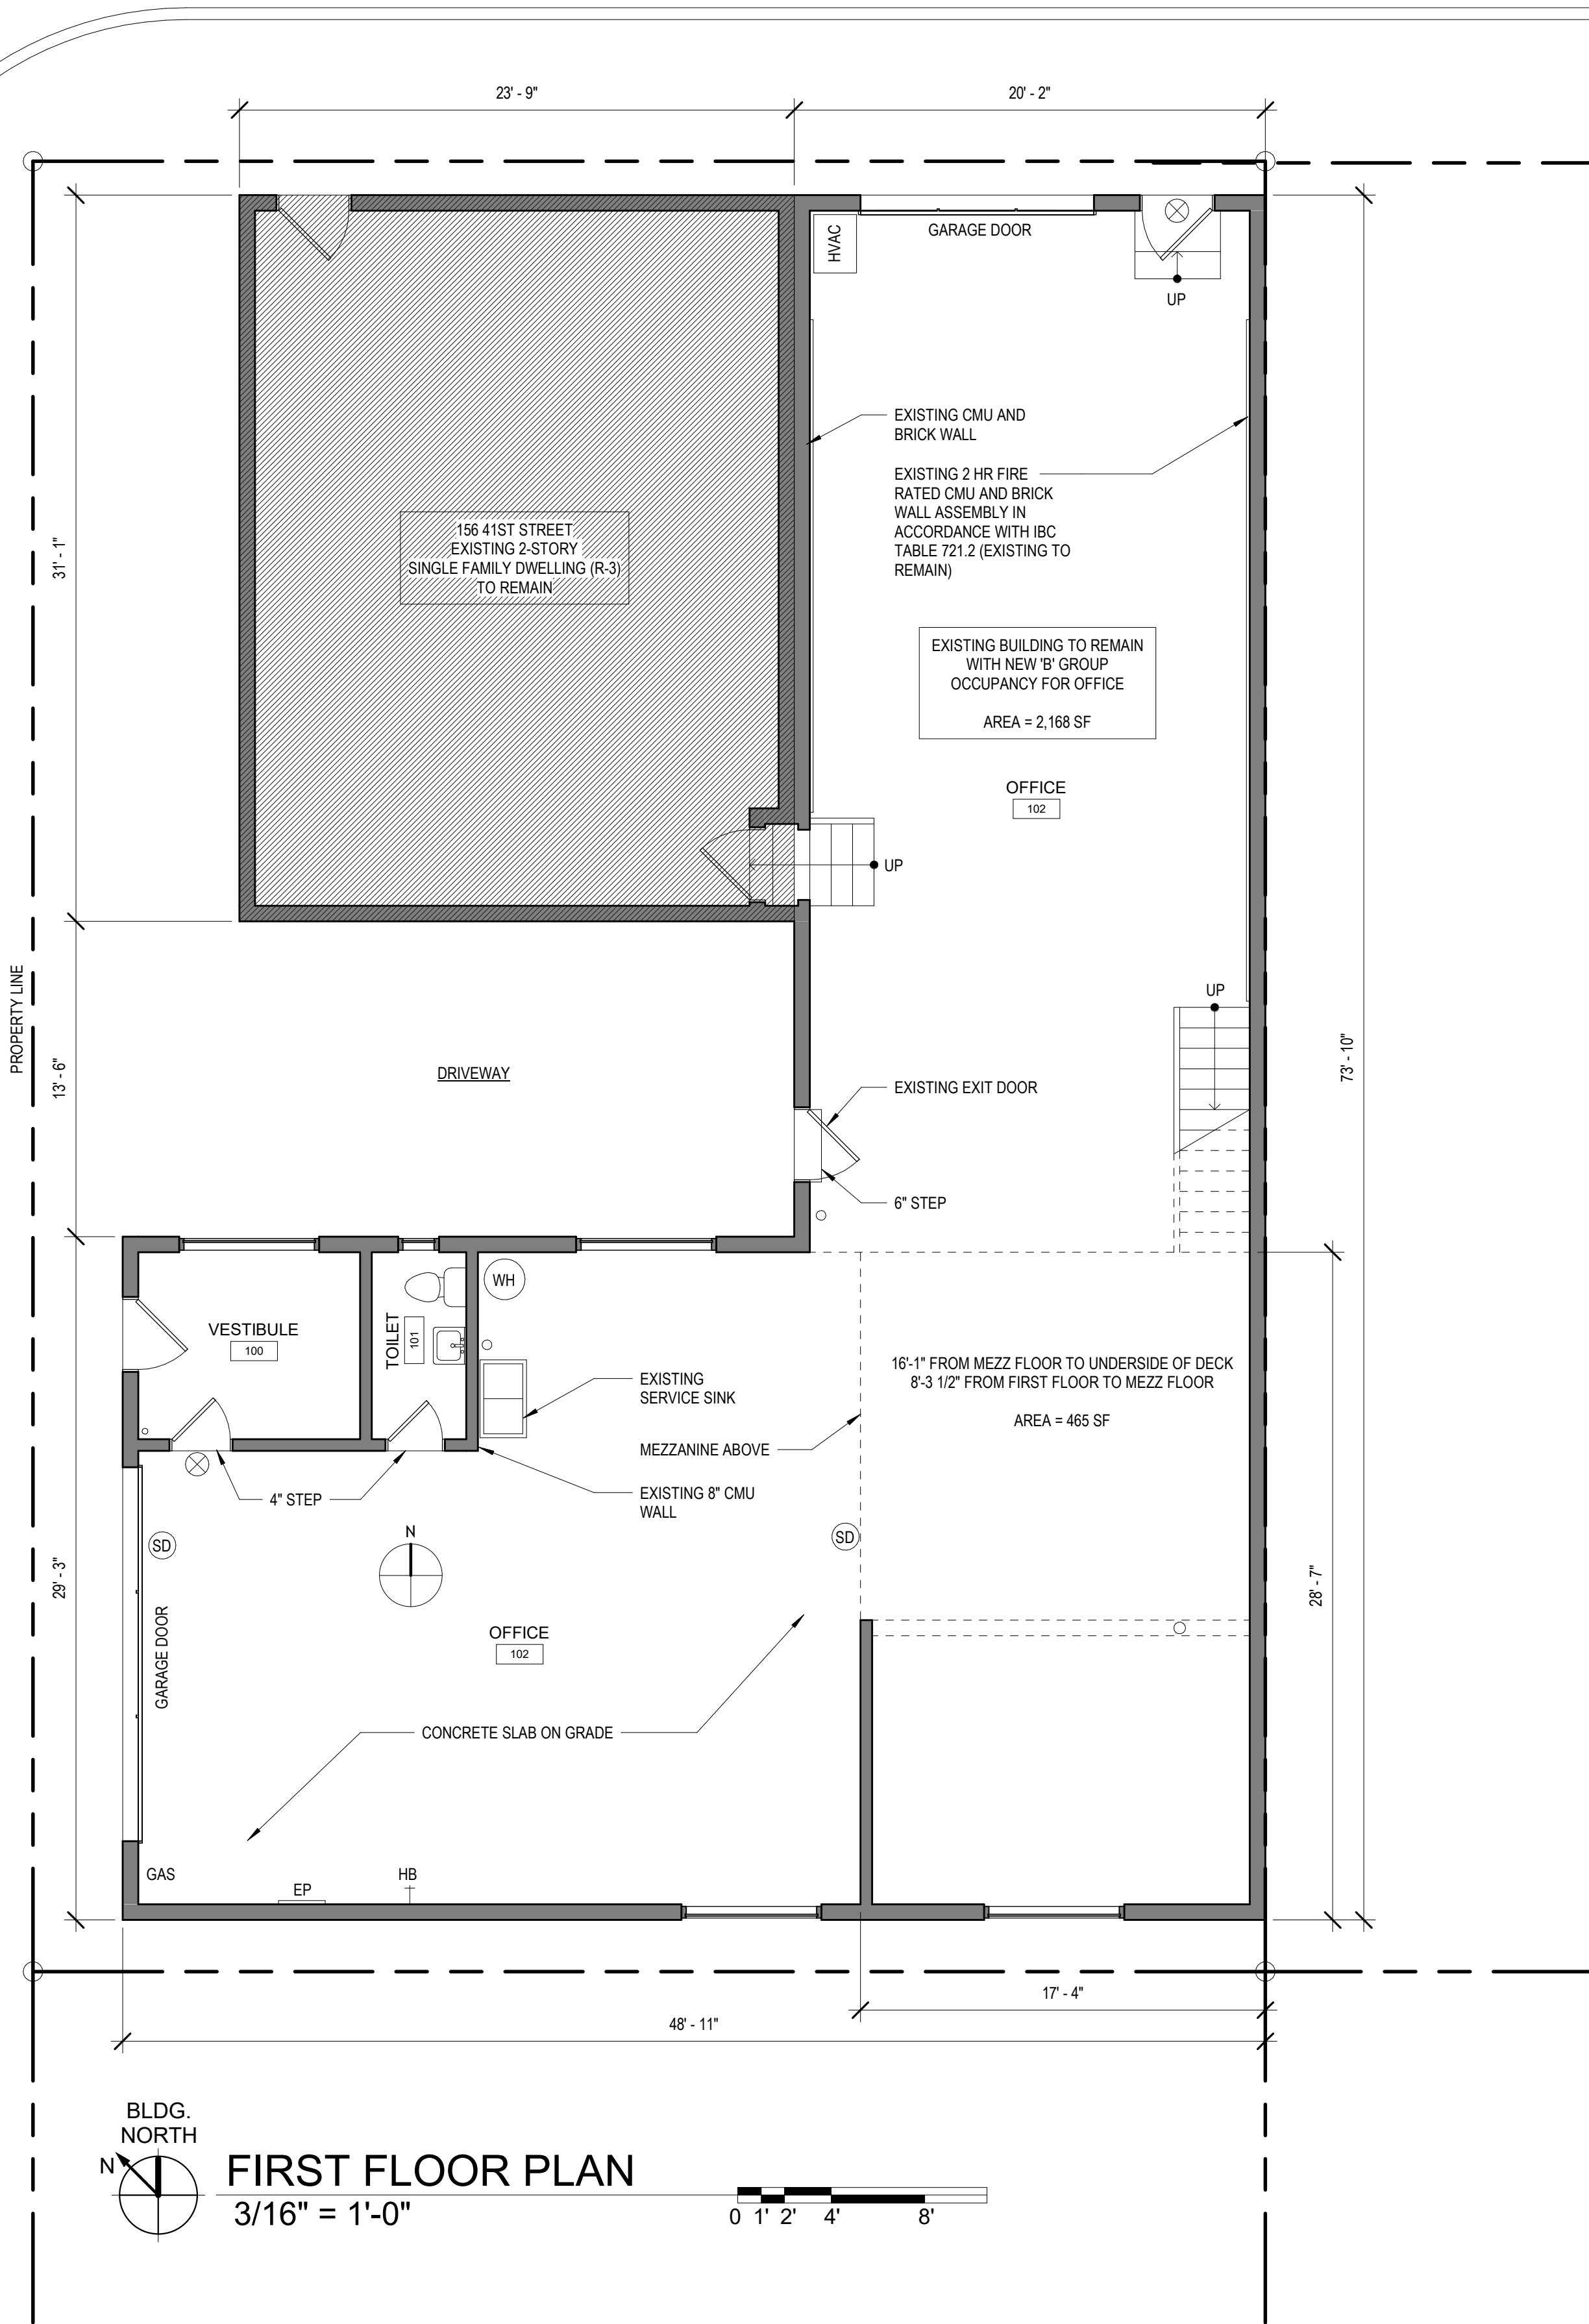 23' - 9"
20' - 2"
HVAC
GARAGE DOOR
UP
EXISTING CMU AND
BRICK WALL
EXISTING 2 HR FIRE
RATED CMU AND BRICK
WALL ASSEMBLY IN
ACCORDANCE WITH IBC
TABLE 721.2 (EXISTING TO
REMAIN)
31' - 1"
156 41ST STREET
EXISTING 2-STORY
SINGLE FAMILY DWELLING (R-3)
TO REMAIN
EXISTING BUILDING TO REMAIN
WITH NEW 'B' GROUP
OCCUPANCY FOR OFFICE
AREA = 2,168 SF
OFFICE
102
UP
PROPERTY LINE
13' - 6"
DRIVEWAY
UP
EXISTING EXIT DOOR
73' - 10"
6" STEP
WH
VESTIBULE
100
TOILET
101
EXISTING
SERVICE SINK
16'-1" FROM MEZZ FLOOR TO UNDERSIDE OF DECK
8'-3 1/2" FROM FIRST FLOOR TO MEZZ FLOOR
AREA = 465 SF
MEZZANINE ABOVE
4" STEP
EXISTING 8" CMU
WALL
N
SD
SD
29' - 3"
28' - 7"
GARAGE DOOR
OFFICE
102
CONCRETE SLAB ON GRADE
GAS
EP
HB
17' - 4"
48' - 11"
BLDG.
NORTH
N
FIRST FLOOR PLAN
3/16" = 1'-0"
0 1' 2' 4' 8'